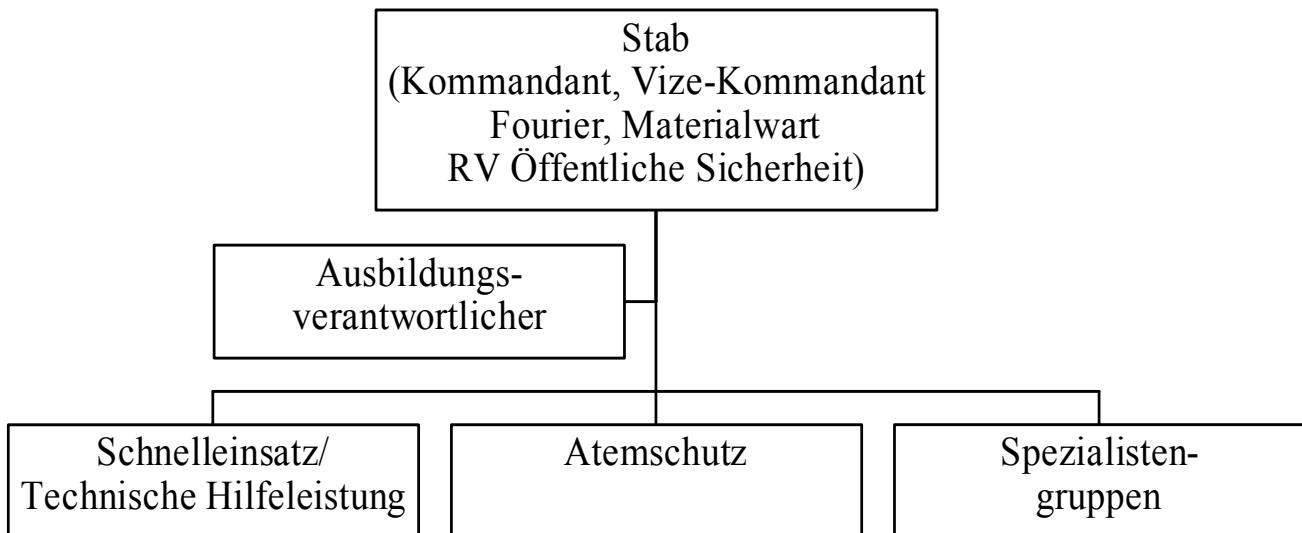 Stab
(Kommandant, Vize-Kommandant
Fourier, Materialwart
RV Öffentliche Sicherheit)
Ausbildungs-
verantwortlicher
Schnelleinsatz/
Technische Hilfeleistung
Atemschutz
Spezialisten-
gruppen